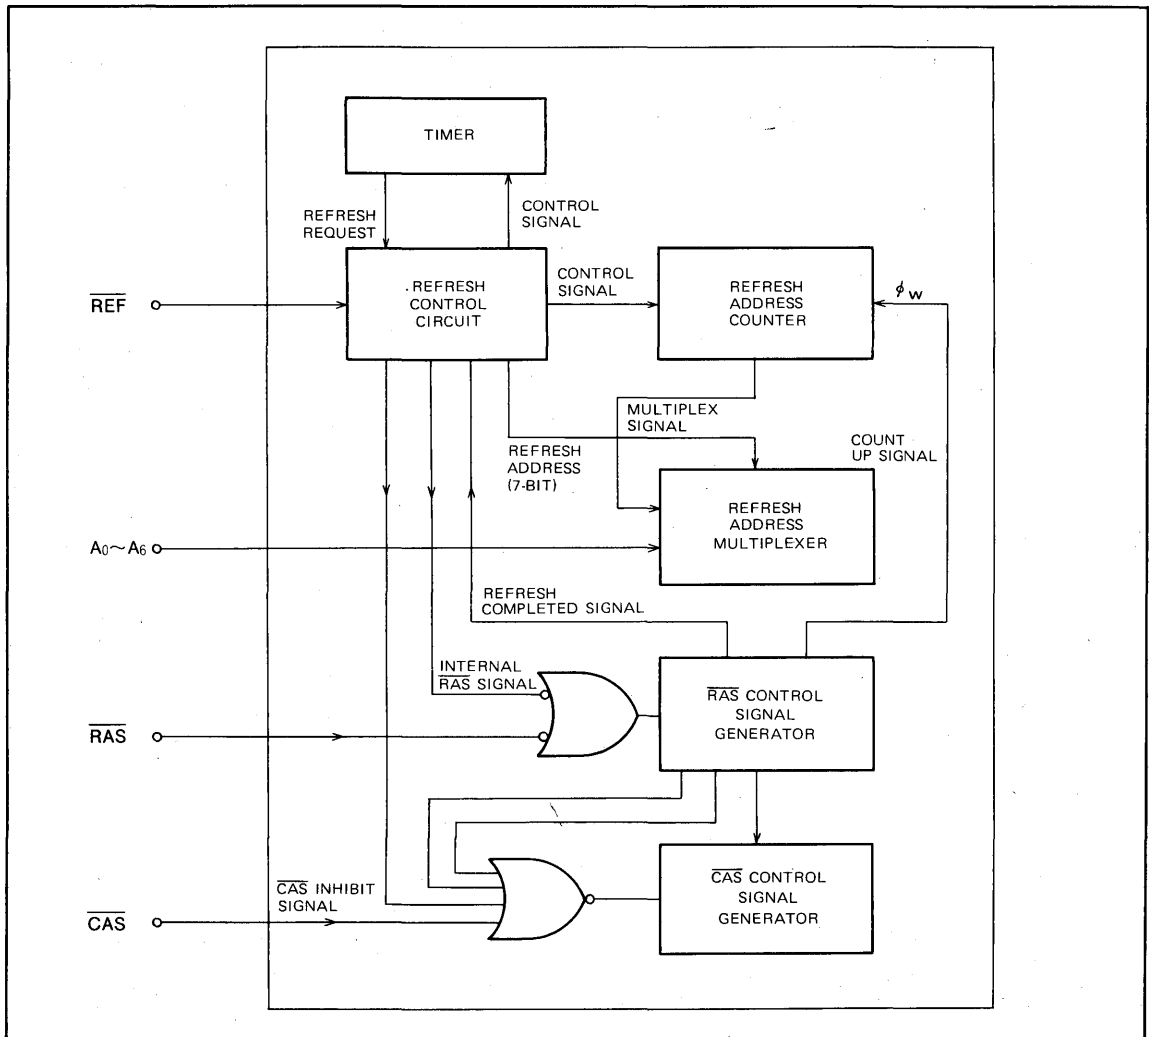 TIMER
REFRESH
REQUEST
CONTROL
SIGNAL
REF
.REFRESH
CONTROL
CIRCUIT
CONTROL
SIGNAL
REFRESH
ADDRESS
COUNTER
ϕW
MULTIPLEX
SIGNAL
COUNT
UP SIGNAL
REFRESH
ADDRESS
(7-BIT)
REFRESH
ADDRESS
MULTIPLEXER
A0~A6
REFRESH
COMPLETED SIGNAL
INTERNAL
RAS SIGNAL
RAS
RAS CONTROL
SIGNAL
GENERATOR
CAS INHIBIT
SIGNAL
CAS
CAS CONTROL
SIGNAL
GENERATOR